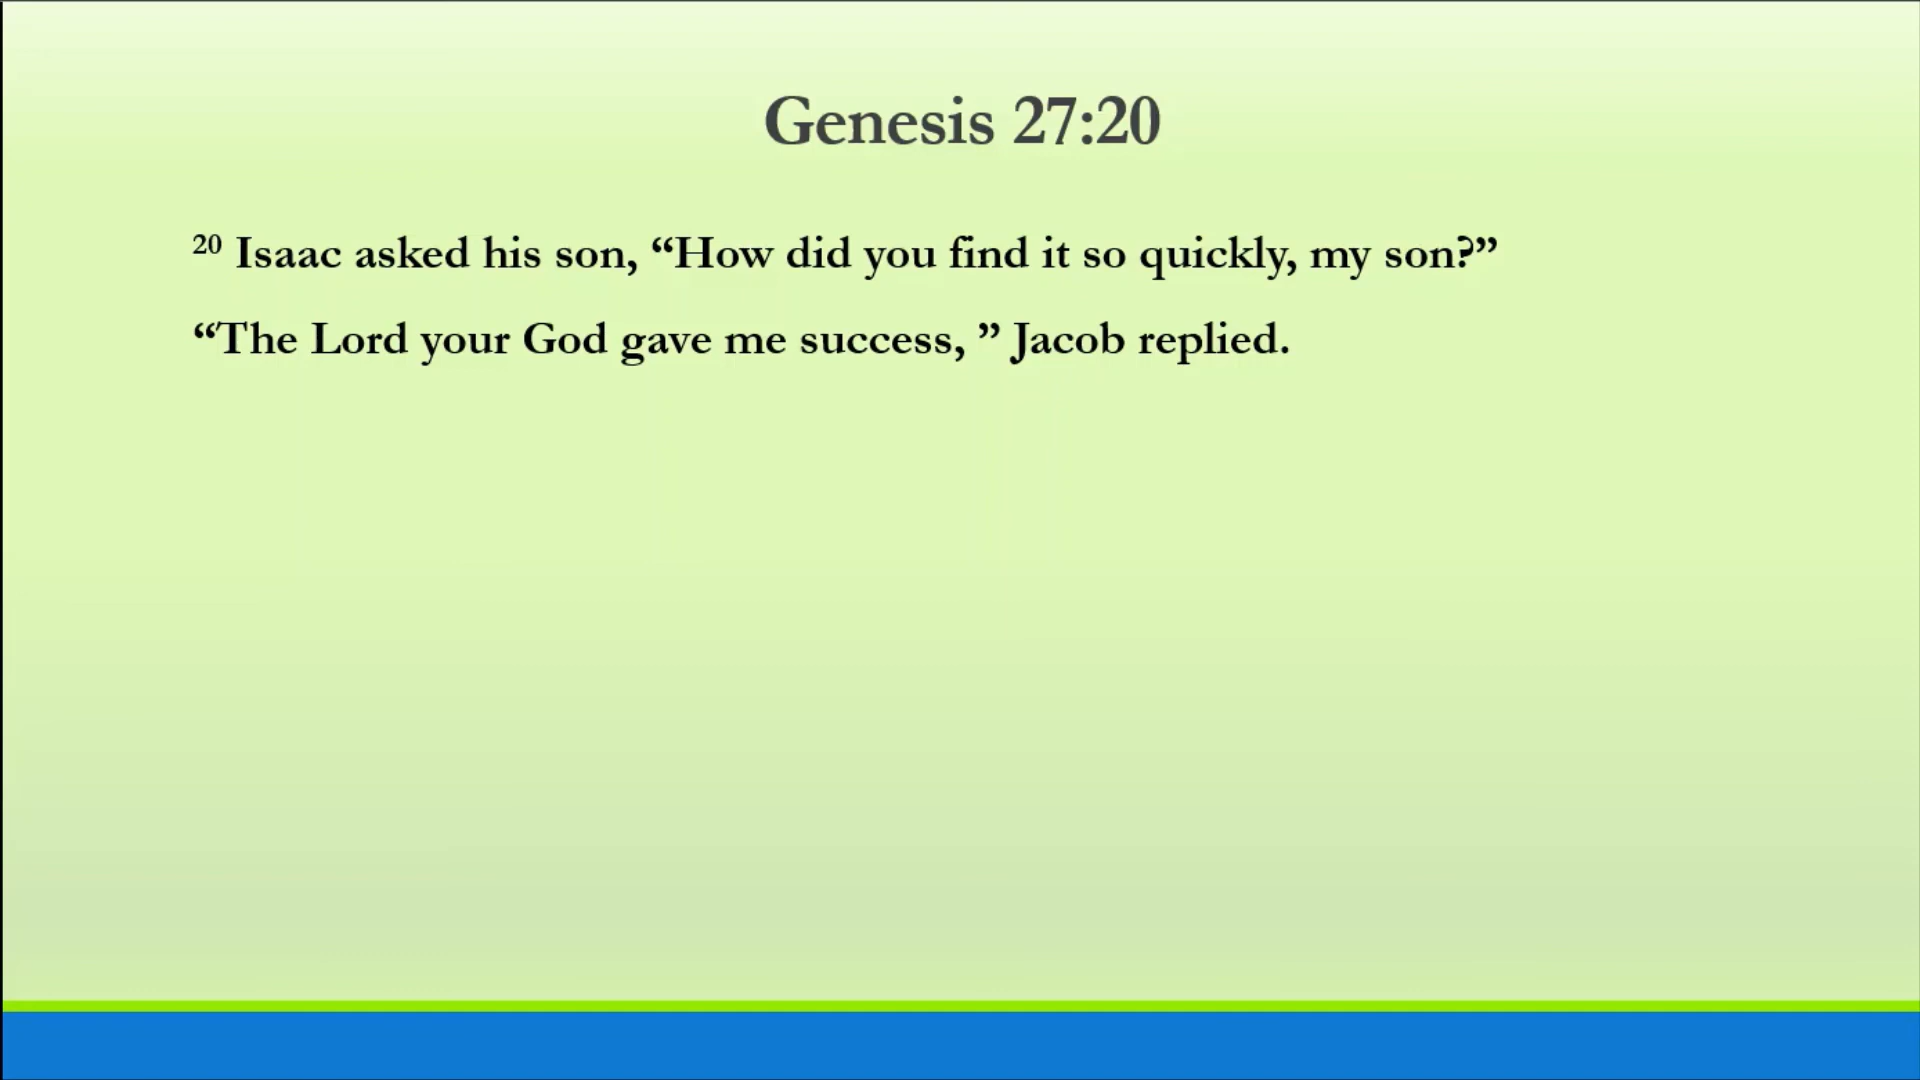 Genesis 27:20
20 Isaac asked his son, “How did you find it so quickly, my son?”
“The Lord your God gave me success, ” Jacob replied.